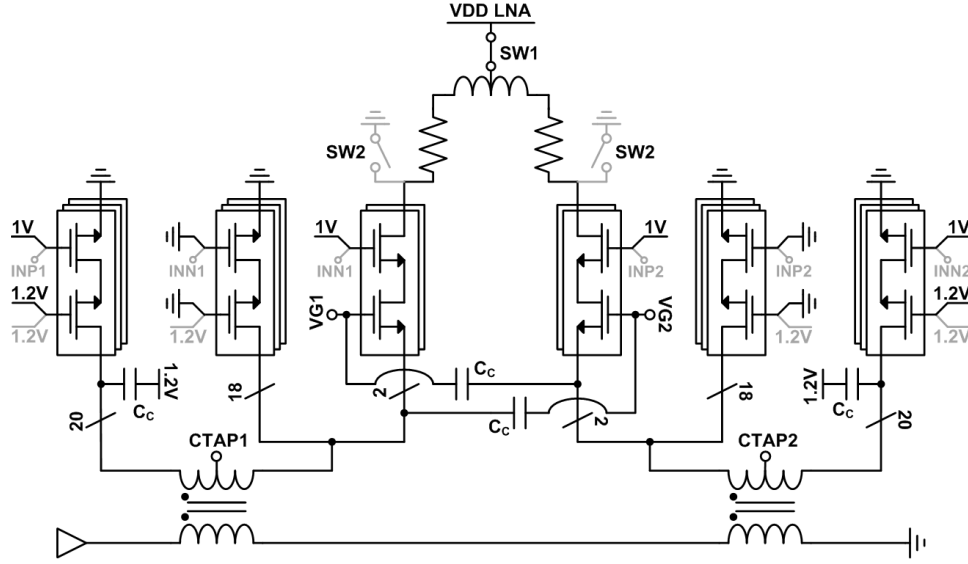 VDD LNA
SW1
SW2
SW2
1V
INP1
1.2V
1.2V
INN1
1.2V
1V
INN1
VG1
1V
INP2
VG2
INP2
1.2V
1V
INN2
1.2V
1.2V
CC
1.2V
20
18
2
CC
CC
2
18
1.2V
CC
20
CTAP1
CTAP2